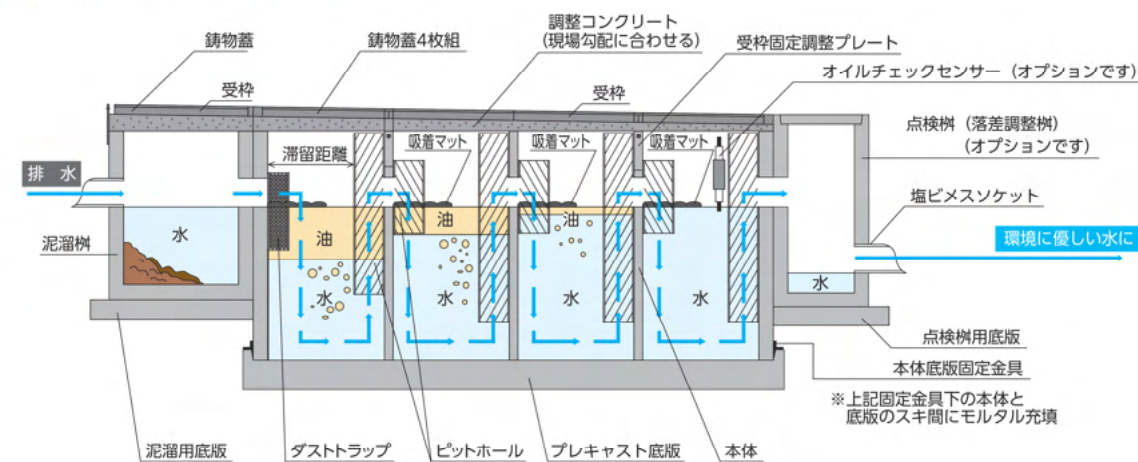 調整コンクリート
(現場勾配に合わせる)
鋳物蓋
鋳物蓋4枚組
受枠固定調整プレート
オイルチェックセンサー(オプションです)
受枠
受枠
点検桝(落差調整桝)
(オプションです)
滞留距離
吸着マット
吸着マット
吸着マット
排水
塩ビメスソケット
泥溜桝
水
油
油
油
環境に優しい水に
水
水
水
水
水
点検桝用底版
本体底版固定金具
※上記固定金具下の本体と
底版のスキ間にモルタル充填
泥溜用底版
ダストトラップ
ピットホール
プレキャスト底版
本体